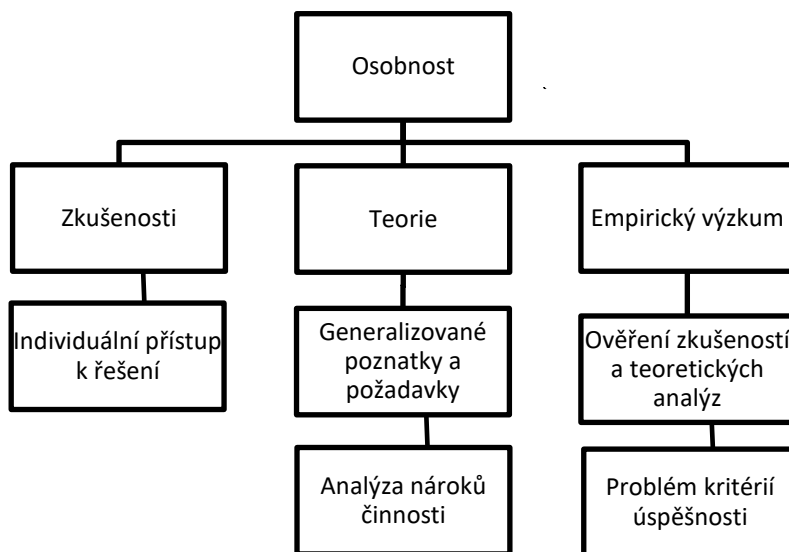 Osobnost
Zkušenosti
Teorie
Empirický výzkum
Individuální přístup
k řešení
Generalizované
poznatky a
požadavky
Ověření zkušeností
a teoretických
analýz
Analýza nároků
činnosti
Problém kritérií
úspěšnosti